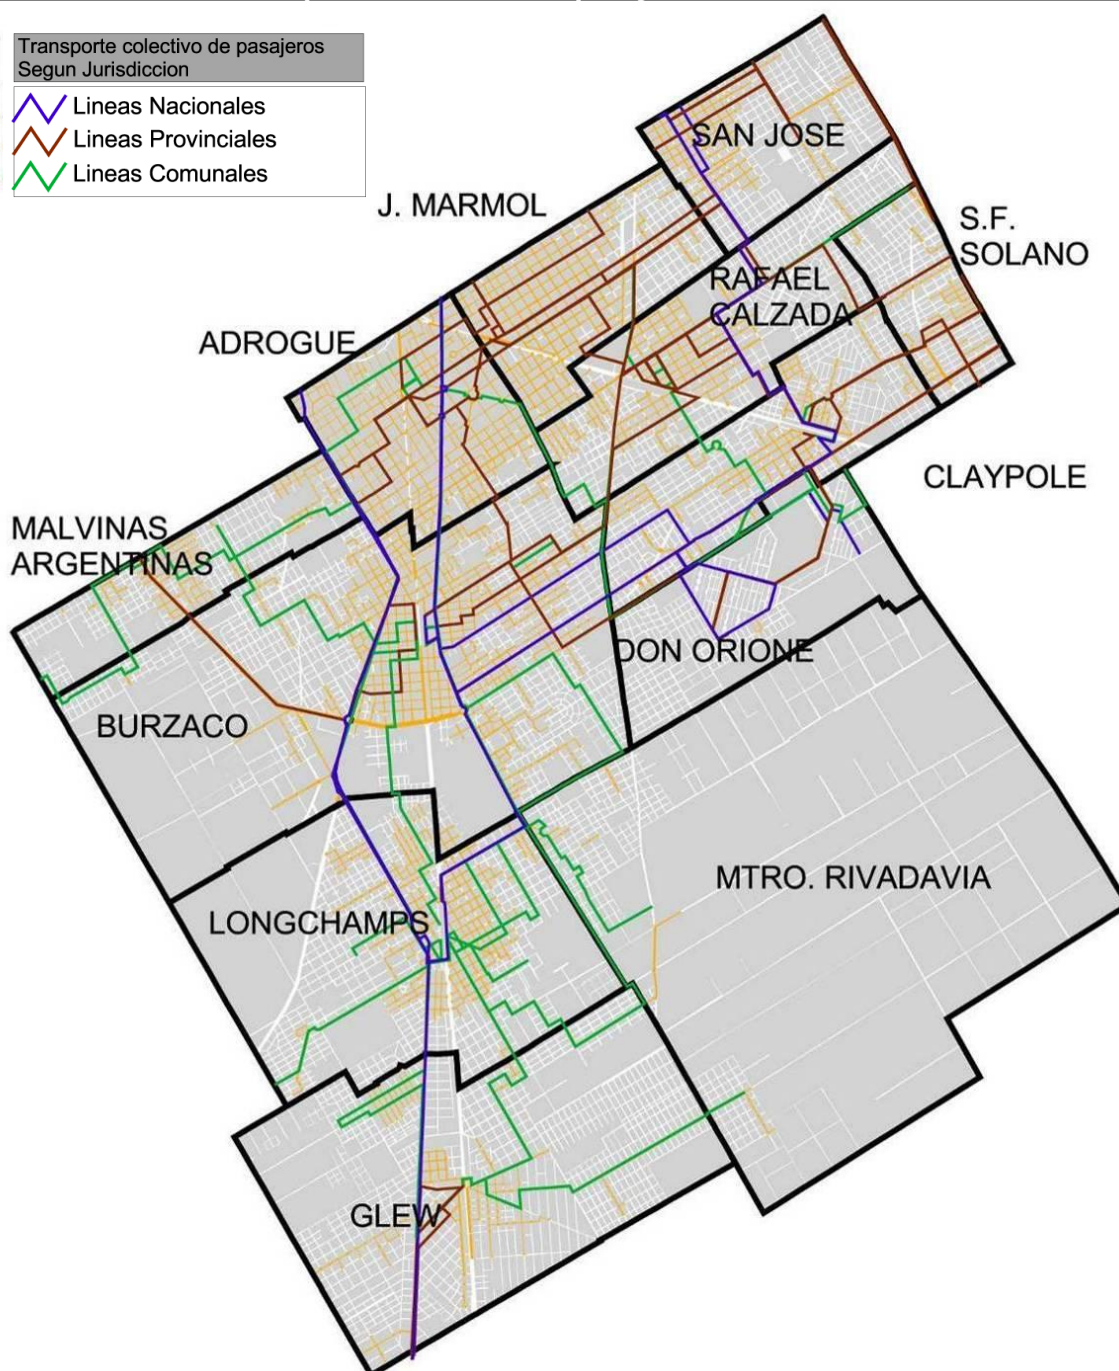 Transporte colectivo de pasajeros
Segun Jurisdiccion
Lineas Nacionales
Lineas Provinciales
Lineas Comunales
SAN JOSE
J. MARMOL
S.F.
SOLANO
RAFAEL
CALZADA
ADROGUE
CLAYPOLE
MALVINAS
ARGENTINAS
DON ORIONE
BURZACO
MTRO. RIVADAVIA
LONGCHAMPS
GLEW